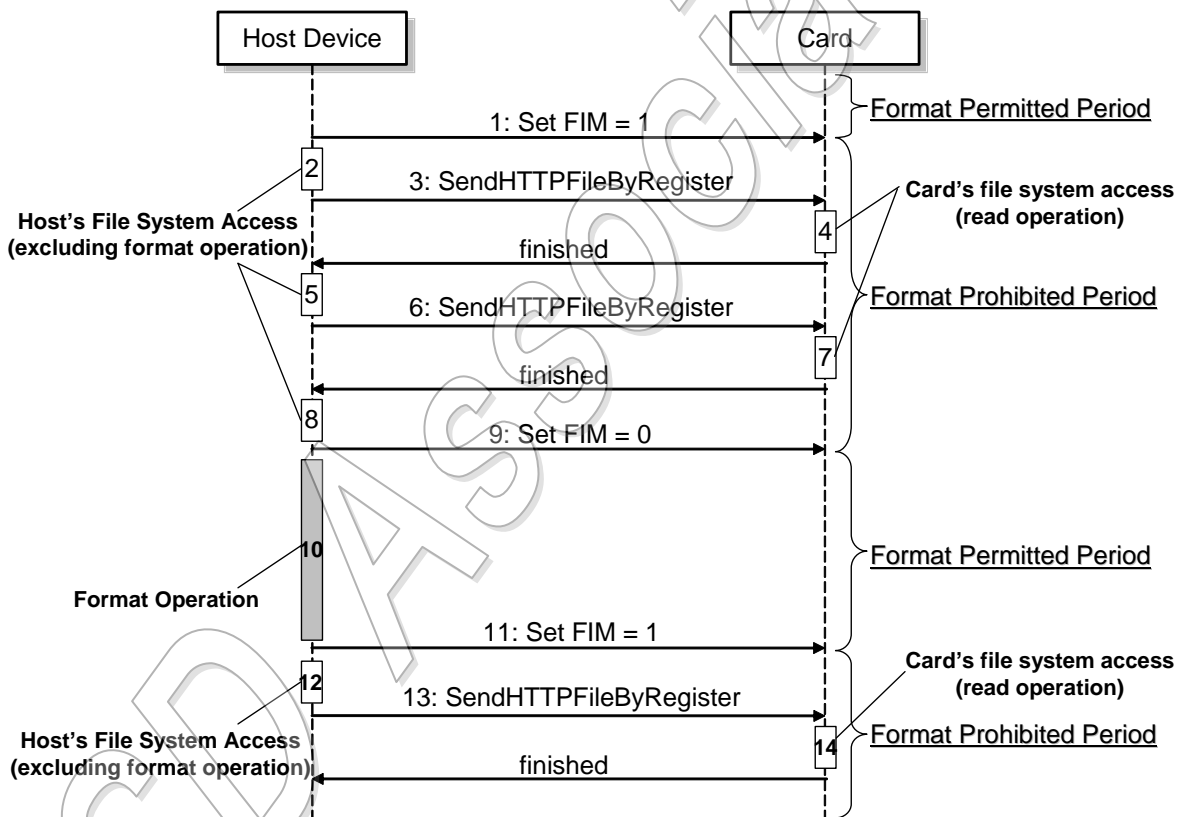 Host Device
Card
Format Permitted Period
1: Set FIM = 1
2
3: SendHTTPFileByRegister
Card's file system access
(read operation)
Host's File System Access
(excluding format operation)
4
finished
5
Format Prohibited Period
6: SendHTTPFileByRegister
7
finished
8
9: Set FIM = 0
10
Format Permitted Period
Format Operation
11: Set FIM = 1
Card's file system access
(read operation)
12
13: SendHTTPFileByRegister
Host's File System Access
(excluding format operation)
14
Format Prohibited Period
finished
SD Associa